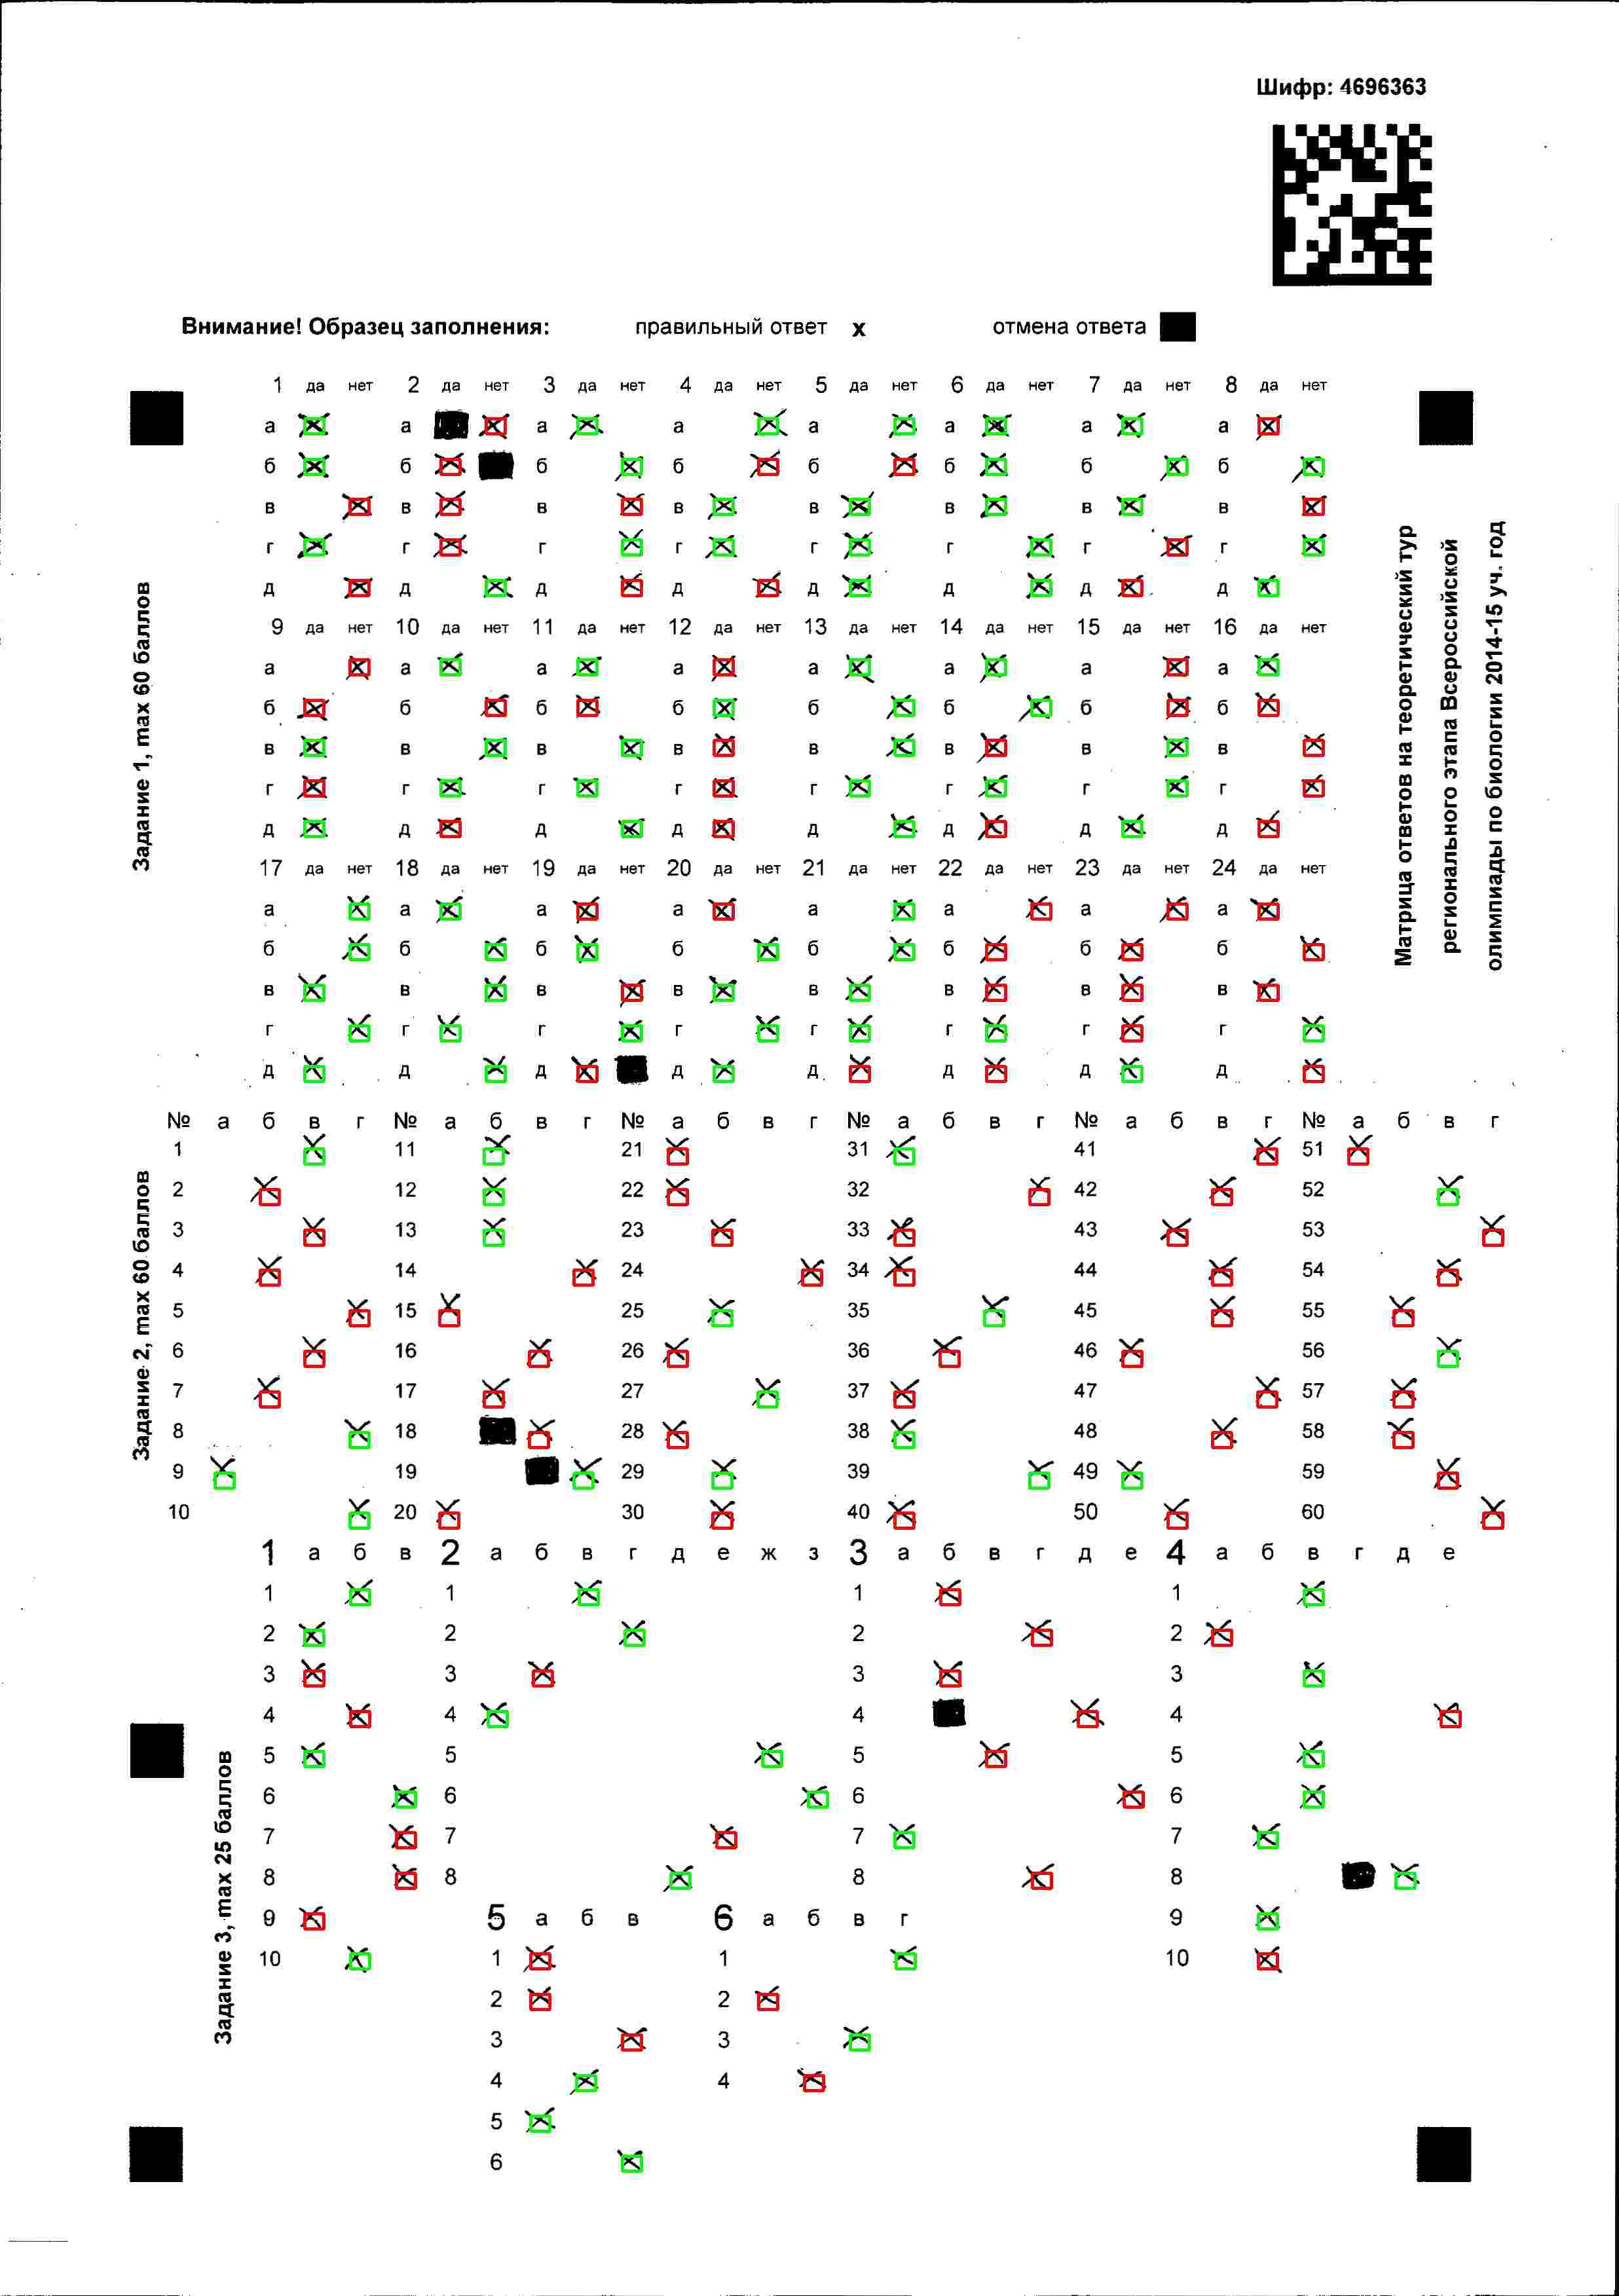 Шифр: 4696363
Внимание! Образец заполнения: правильный ответ x отмена ответа
1 да нет 2 да нет 3 да нет 4 да нет 5 да нет 6 да нет 7 да нет 8 да нет
а а а а а а а а
б б б б б б б б
в в в в в в в в
г г г г г г г г
д д д д д д д д
9 да нет 10 да нет 11 да нет 12 да нет 13 да нет 14 да нет 15 да нет 16 да нет
а а а а а а а а
б б б б б б б б
в в в в в в в в
г г г г г г г г
д д д д д д д д
17 да нет 18 да нет 19 да нет 20 да нет 21 да нет 22 да нет 23 да нет 24 да нет
а а а а а а а а
б б б б б б б б
в в в в в в в в
г г г г г г г г
д д д д д д д д
Задание 1, max 60 баллов
Матрица ответов на теоретический тур
регионального этапа Всероссийской
олимпиады по биологии 2014-15 уч. год
№ а б в г № а б в г № а б в г № а б в г № а б в г № а б в г
1 11 21 31 41 51
2 12 22 32 42 52
3 13 23 33 43 53
4 14 24 34 44 54
5 15 25 35 45 55
6 16 26 36 46 56
7 17 27 37 47 57
8 18 28 38 48 58
9 19 29 39 49 59
10 20 30 40 50 60
Задание 2, max 60 баллов
1 а б в 2 а б в г д е ж з 3 а б в г д е 4 а б в г д е
1 1 1 1
2 2 2 2
3 3 3 3
4 4 4 4
5 5 5 5
6 6 6 6
7 7 7 7
8 8 8 8
9 5 а б в 6 а б в г 9
10 1 1 10
2 2
3 3
4 4
5
6
Задание 3, max 25 баллов